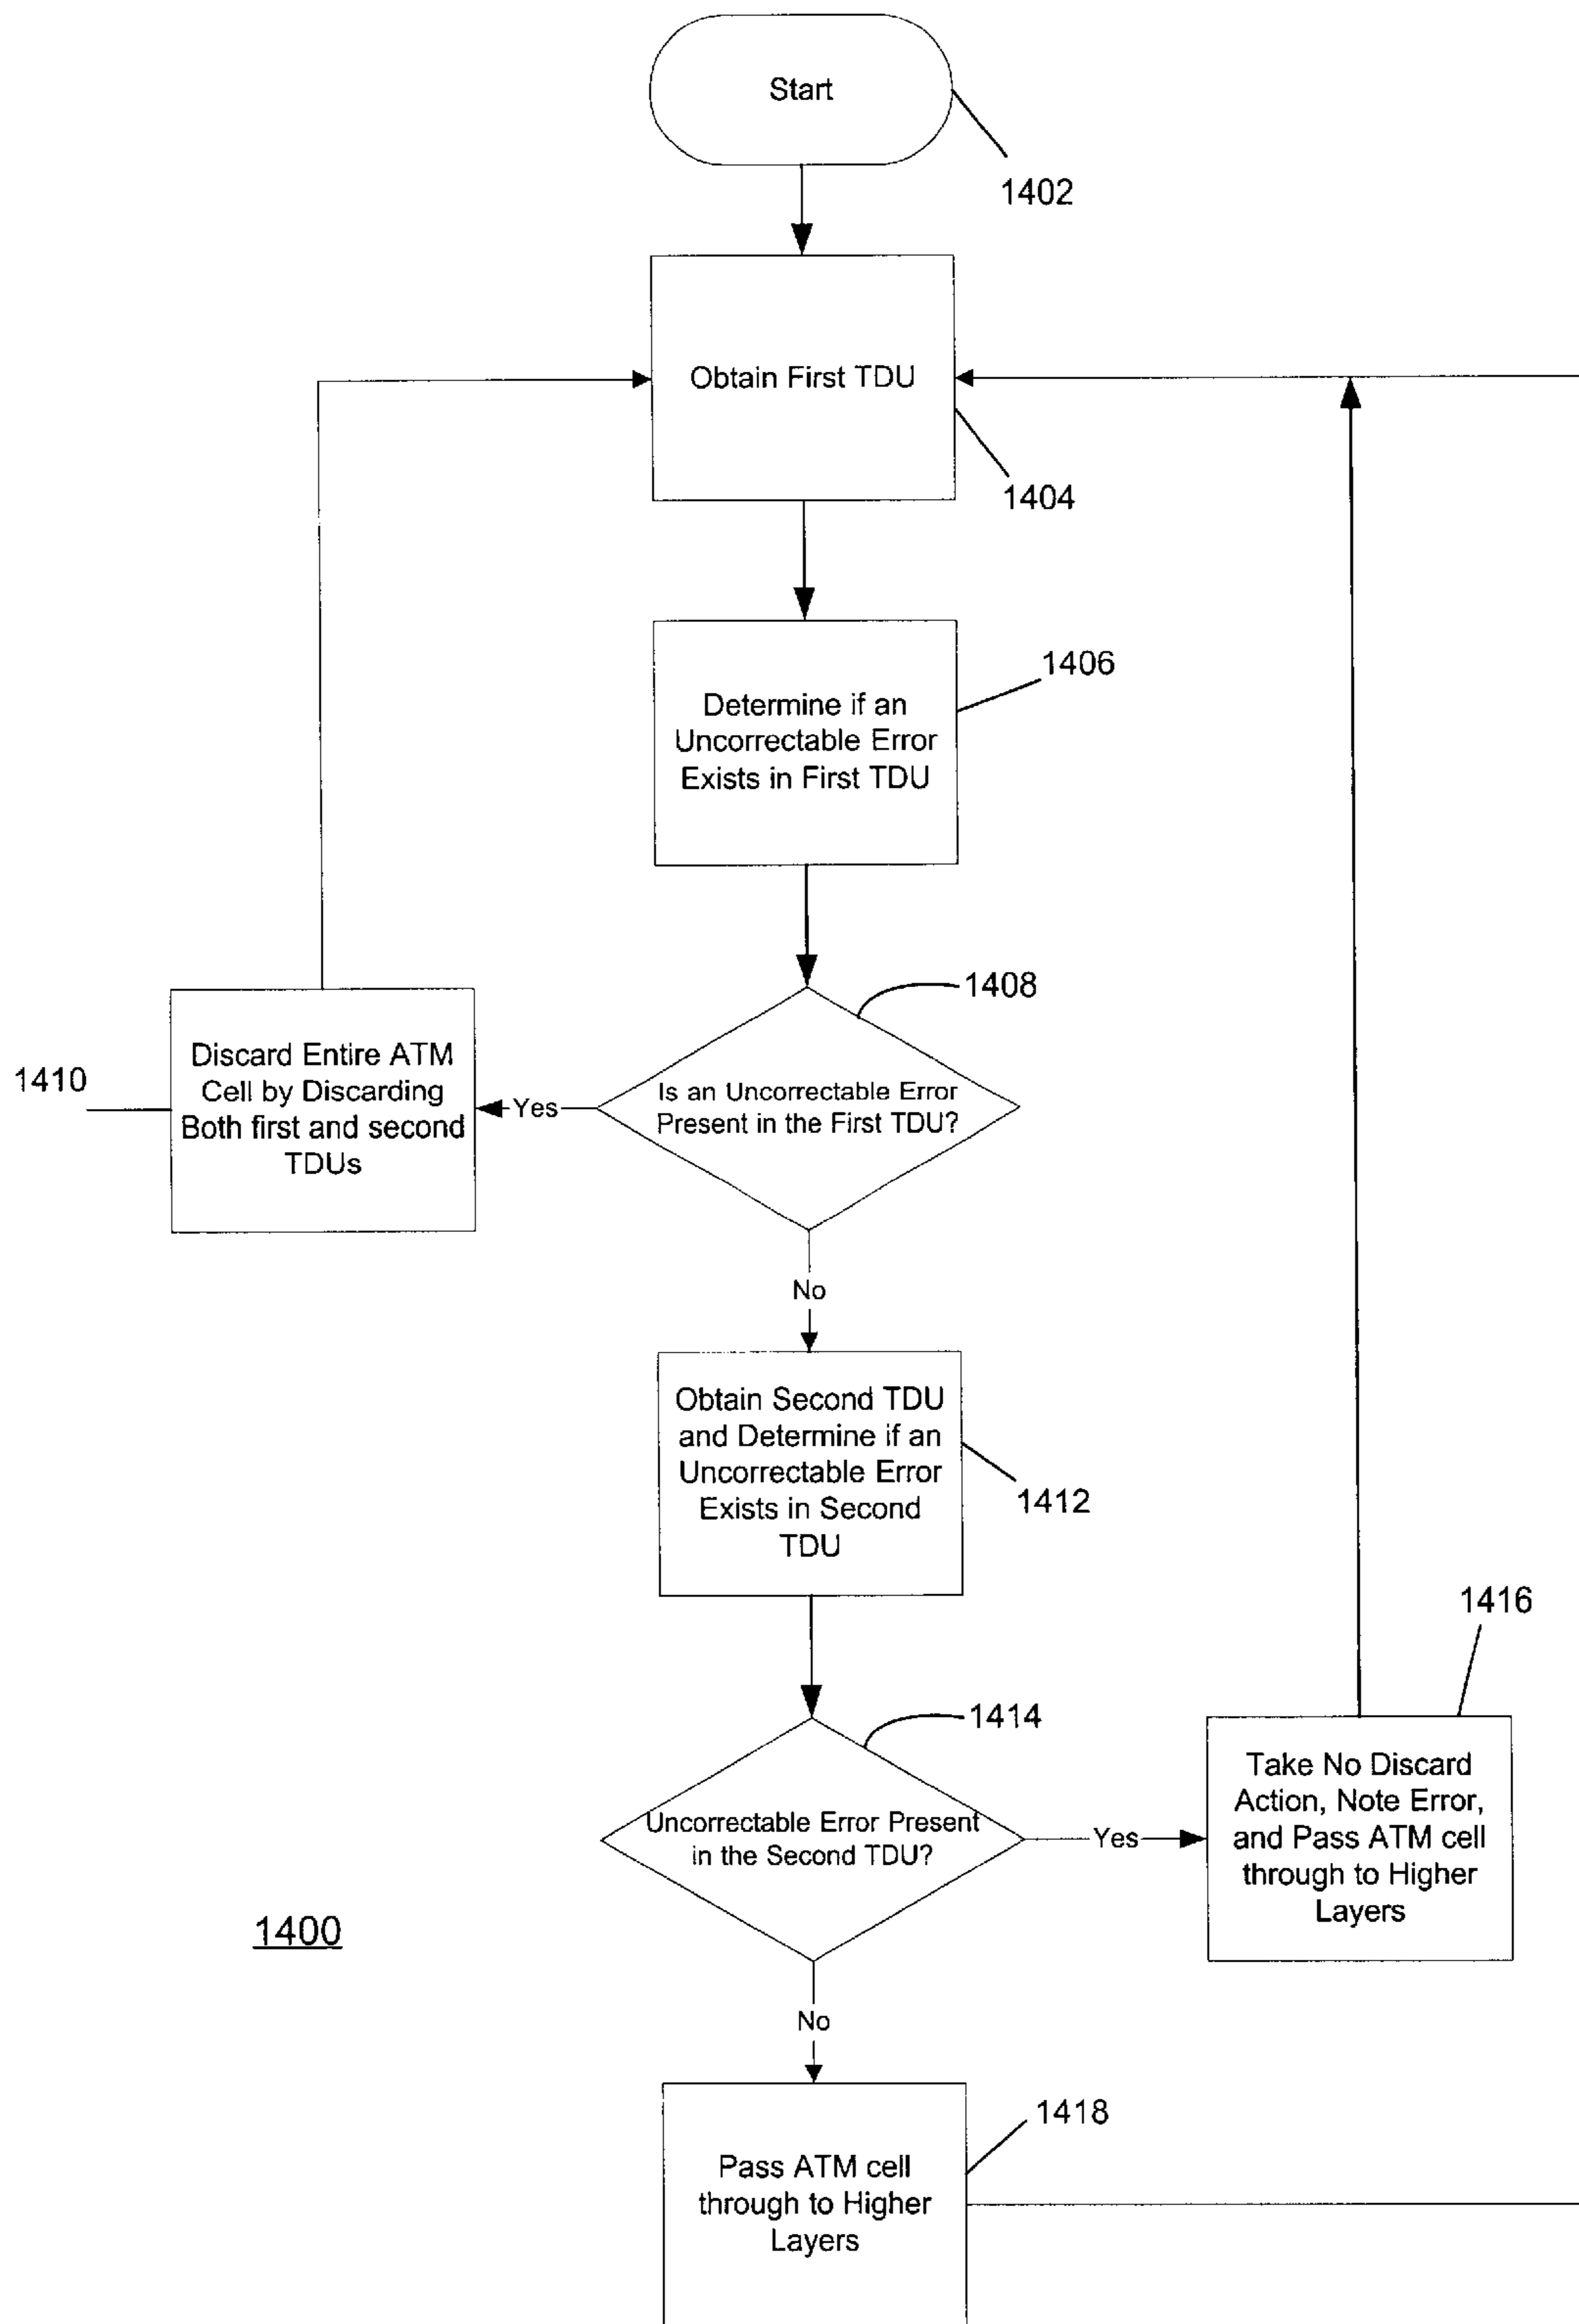 Start
1402
Obtain First TDU
1404
1406
Determine if an
Uncorrectable Error
Exists in First TDU
1408
1410
Discard Entire ATM
Cell by Discarding
Both first and second
TDUs
Yes
Is an Uncorrectable Error
Present in the First TDU?
No
Obtain Second TDU
and Determine if an
Uncorrectable Error
Exists in Second
TDU
1412
1414
1416
Uncorrectable Error Present
in the Second TDU?
Yes
Take No Discard
Action, Note Error,
and Pass ATM cell
through to Higher
Layers
1400
No
1418
Pass ATM cell
through to Higher
Layers